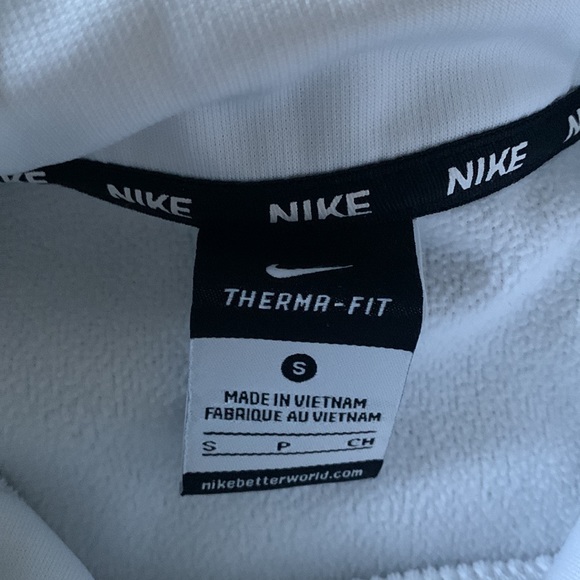 NIKE NIKE NIKE
THERMA-FIT
S
MADE IN VIETNAM
FABRIQUE AU VIETNAM
S P CH
nikebetterworld.com